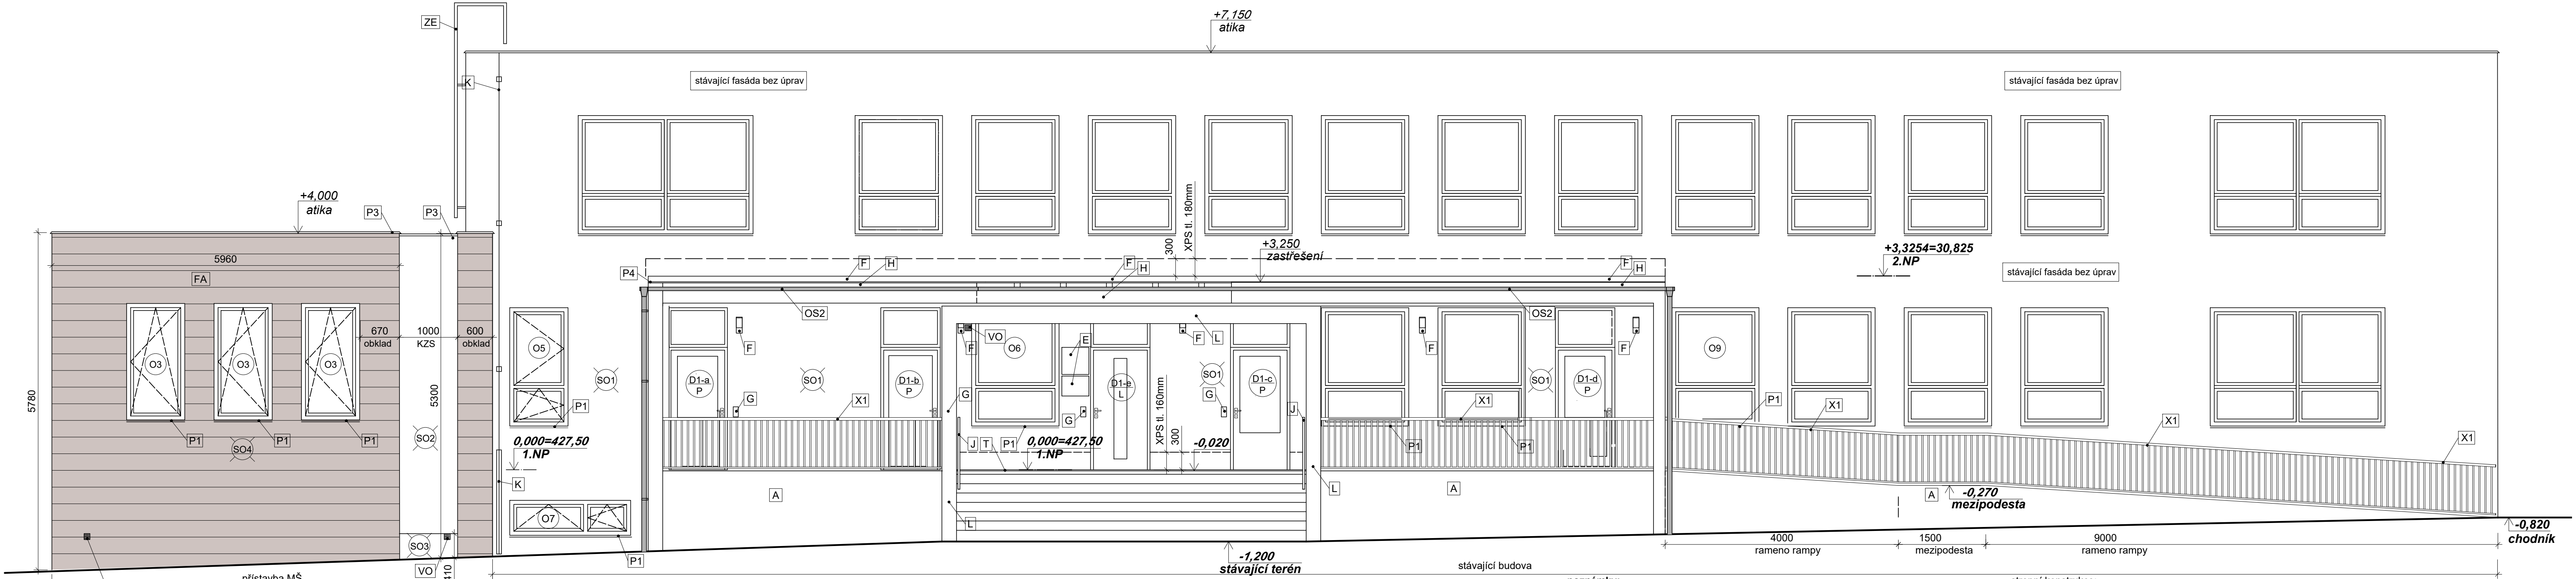 ZE
+7,150
atika
K
stávající fasáda bez úprav
stávající fasáda bez úprav
+4,000
atika
P3
P3
300
XPS tl. 180mm
+3,250
zastřešení
+3,3254=30,825
2.NP
stávající fasáda bez úprav
5960
FA
P4
F
H
F
H
F
H
OS2
OS2
670
obklad
1000
KZS
600
obklad
O3
O3
O3
O5
SO1
F
SO1
F
VO
O6
E
F
L
F
F
O9
D1-a
P
D1-b
P
D1-e
L
SO1
D1-c
P
SO1
D1-d
P
5780
5300
P1
P1
P1
SO4
SO2
P1
G
X1
G
G
G
J
X1
P1
X1
X1
X1
0,000=427,50
1.NP
J
T
P1
0,000=427,50
1.NP
XPS tl. 160mm
300
-0,020
P1
P1
K
A
L
L
A
A
-0,270
mezipodesta
O7
P1
SO3
VO
410
-1,200
stávající terén
-0,820
chodník
4000
rameno rampy
1500
mezipodesta
9000
rameno rampy
přístavba MŠ
stávající budova